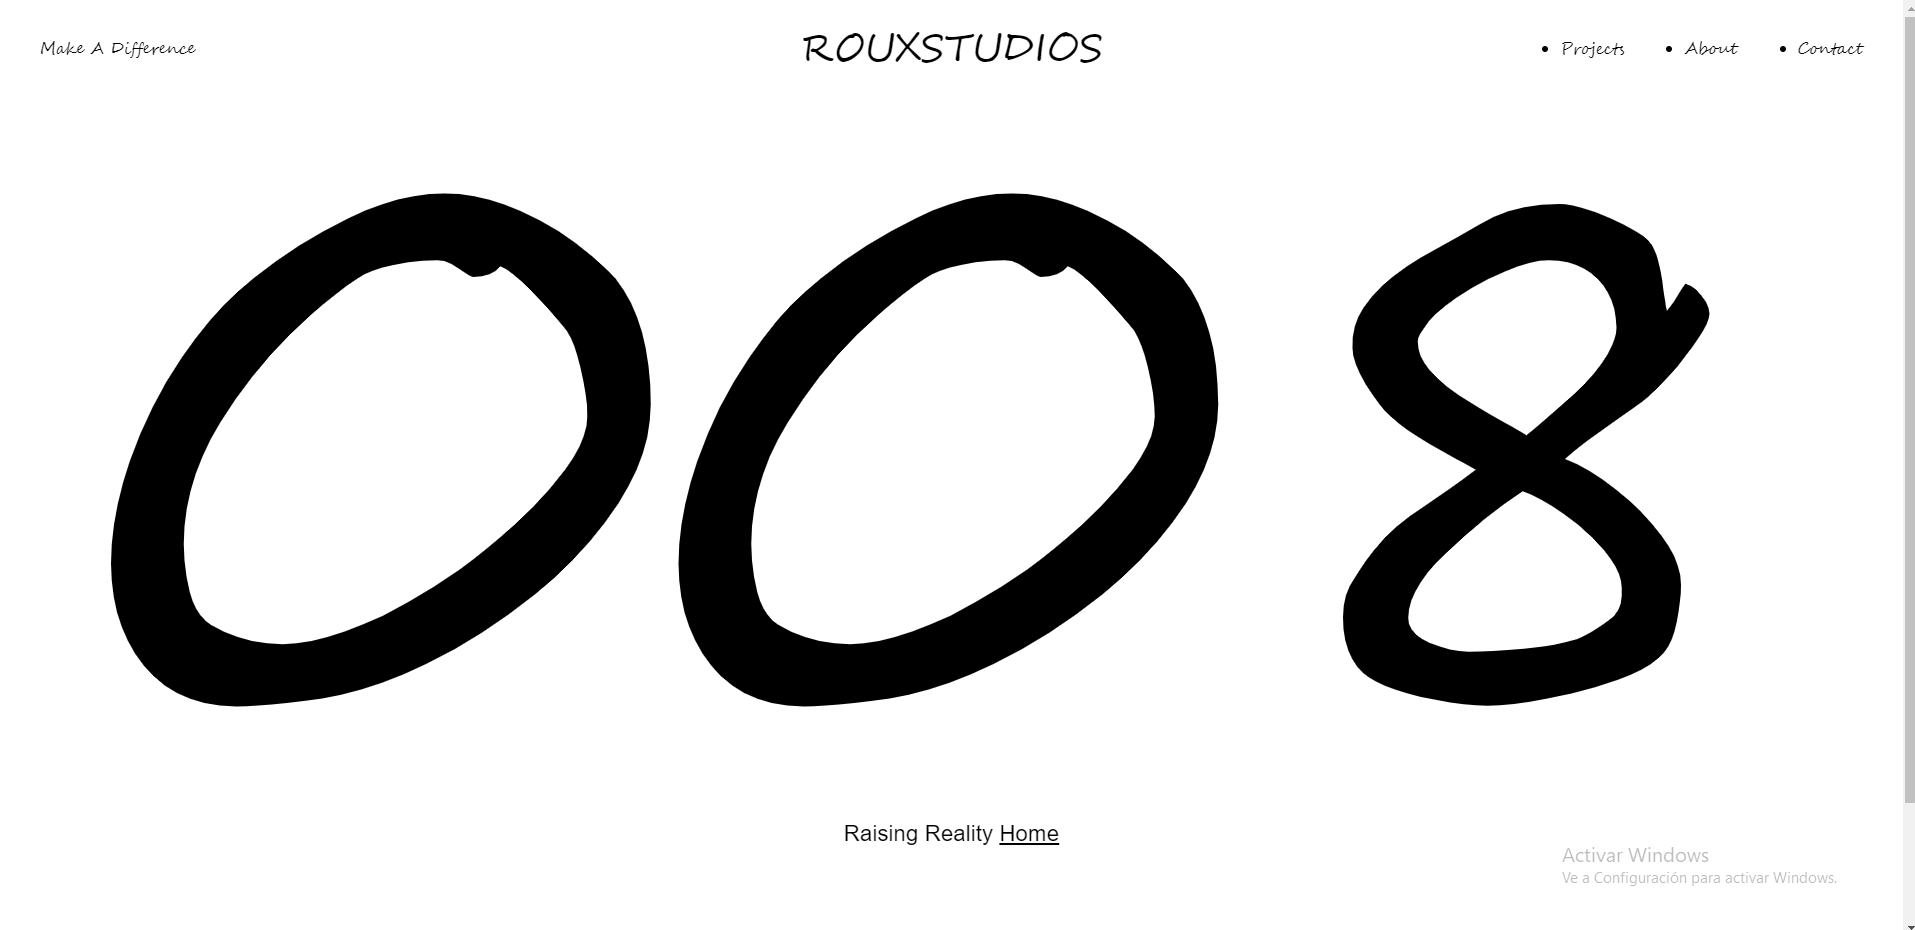 Make A Difference
ROUXSTUDIOS
• Projects • About • Contact
008
Raising Reality Home
Activar Windows
Ve a Configuración para activar Windows.